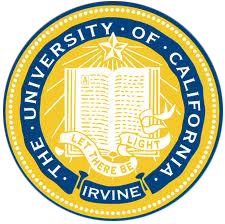 · THE · UNIVERSITY · OF · CALIFORNIA ·
LET THERE BE LIGHT
IRVINE